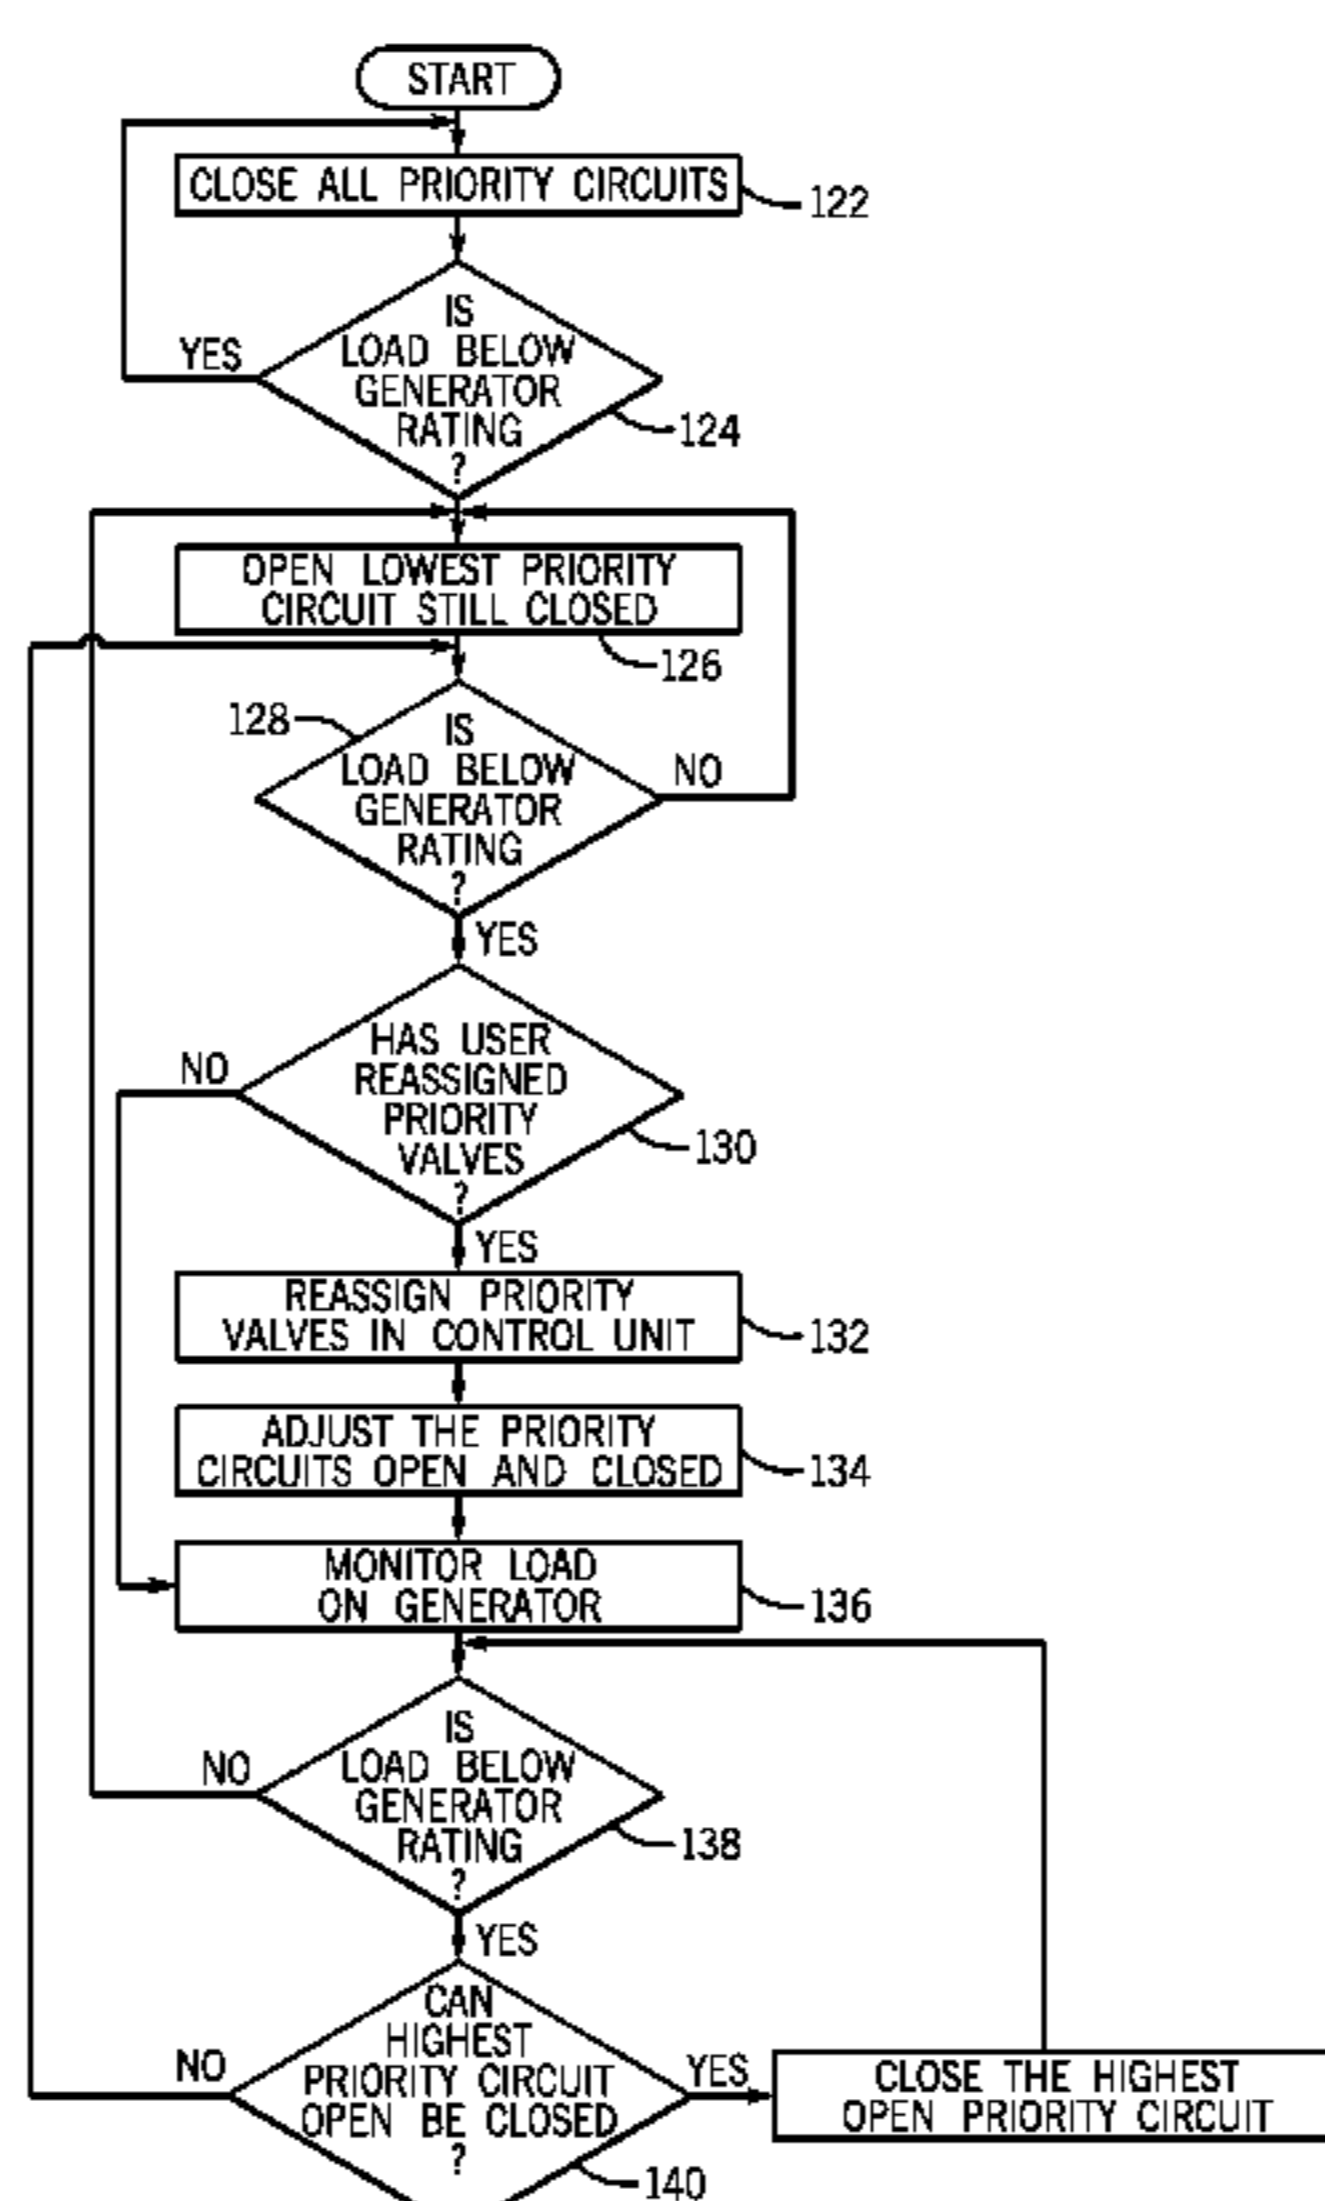 START
CLOSE ALL PRIORITY CIRCUITS
122
IS
LOAD BELOW
GENERATOR
RATING
?
YES
124
OPEN LOWEST PRIORITY
CIRCUIT STILL CLOSED
126
128
IS
LOAD BELOW
GENERATOR
RATING
?
NO
YES
HAS USER
REASSIGNED
PRIORITY
VALVES
?
NO
130
YES
REASSIGN PRIORITY
VALVES IN CONTROL UNIT
132
ADJUST THE PRIORITY
CIRCUITS OPEN AND CLOSED
134
MONITOR LOAD
ON GENERATOR
136
IS
LOAD BELOW
GENERATOR
RATING
?
NO
138
YES
CAN
HIGHEST
PRIORITY CIRCUIT
OPEN BE CLOSED
?
NO
YES
140
CLOSE THE HIGHEST
OPEN PRIORITY CIRCUIT